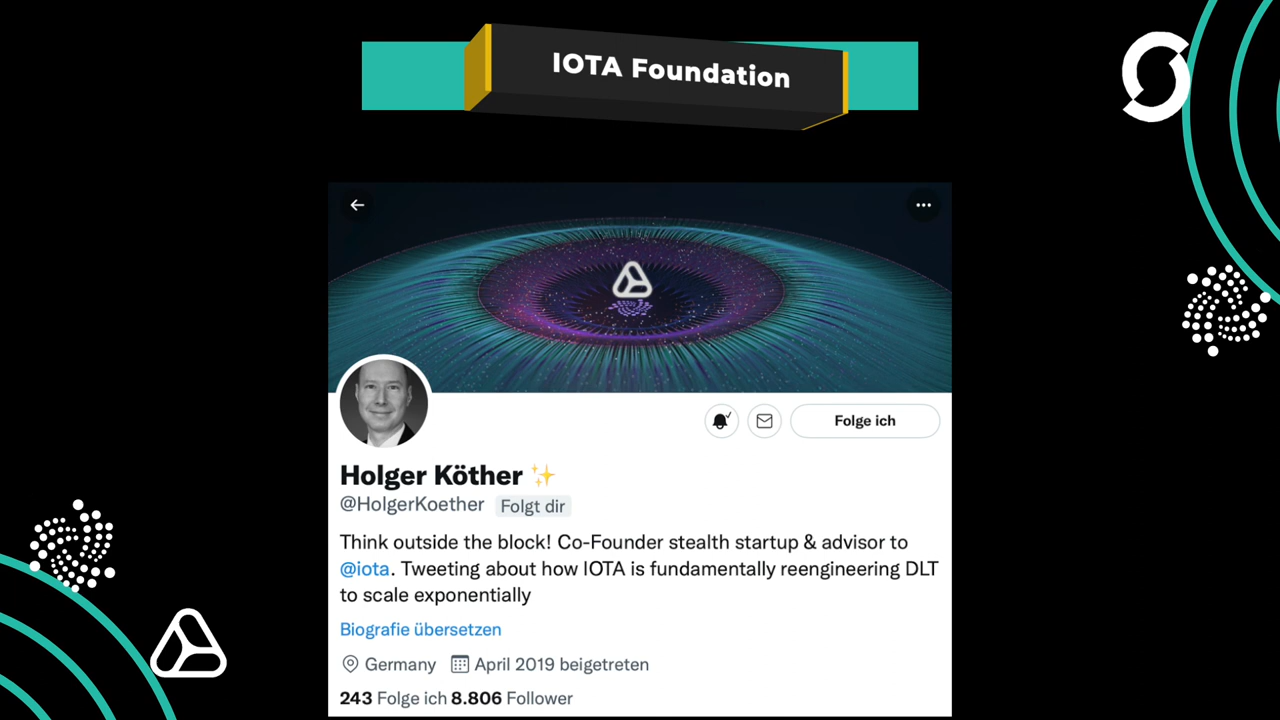 IOTA Foundation
Folge ich
Holger Köther ✨
@HolgerKoether Folgt dir
Think outside the block! Co-Founder stealth startup & advisor to
@iota. Tweeting about how IOTA is fundamentally reengineering DLT
to scale exponentially
Biografie übersetzen
Germany April 2019 beigetreten
243 Folge ich 8.806 Follower